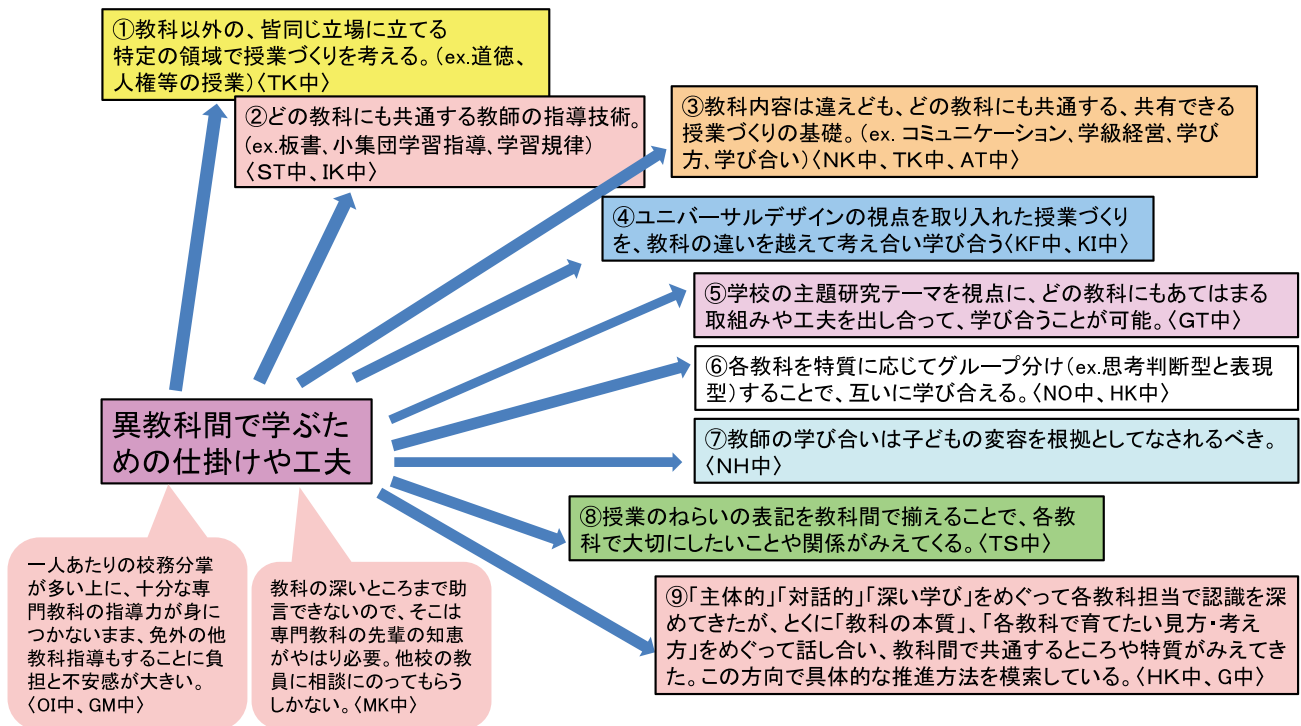 ①教科以外の、皆同じ立場に立てる
特定の領域で授業づくりを考える。(ex.道徳、
人権等の授業)〈TK中〉
②どの教科にも共通する教師の指導技術。
(ex.板書、小集団学習指導、学習規律)
〈ST中、IK中〉
③教科内容は違えども、どの教科にも共通する、共有できる
授業づくりの基礎。(ex. コミュニケーション、学級経営、学び
方、学び合い)〈NK中、TK中、AT中〉
④ユニバーサルデザインの視点を取り入れた授業づくり
を、教科の違いを越えて考え合い学び合う〈KF中、KI中〉
⑤学校の主題研究テーマを視点に、どの教科にもあてはまる
取組みや工夫を出し合って、学び合うことが可能。〈GT中〉
⑥各教科を特質に応じてグループ分け(ex.思考判断型と表現
型)することで、互いに学び合える。〈NO中、HK中〉
異教科間で学ぶた
めの仕掛けや工夫
⑦教師の学び合いは子どもの変容を根拠としてなされるべき。
〈NH中〉
⑧授業のねらいの表記を教科間で揃えることで、各教
科で大切にしたいことや関係がみえてくる。〈TS中〉
⑨「主体的」「対話的」「深い学び」をめぐって各教科担当で認識を深
めてきたが、とくに「教科の本質」、「各教科で育てたい見方・考え
方」をめぐって話し合い、教科間で共通するところや特質がみえてき
た。この方向で具体的な推進方法を模索している。〈HK中、G中〉
一人あたりの校務分掌
が多い上に、十分な専
門教科の指導力が身に
つかないまま、免外の他
教科指導もすることに負
担と不安感が大きい。
〈OI中、GM中〉
教科の深いところまで助
言できないので、そこは
専門教科の先輩の知恵
がやはり必要。他校の教
員に相談にのってもらう
しかない。〈MK中〉